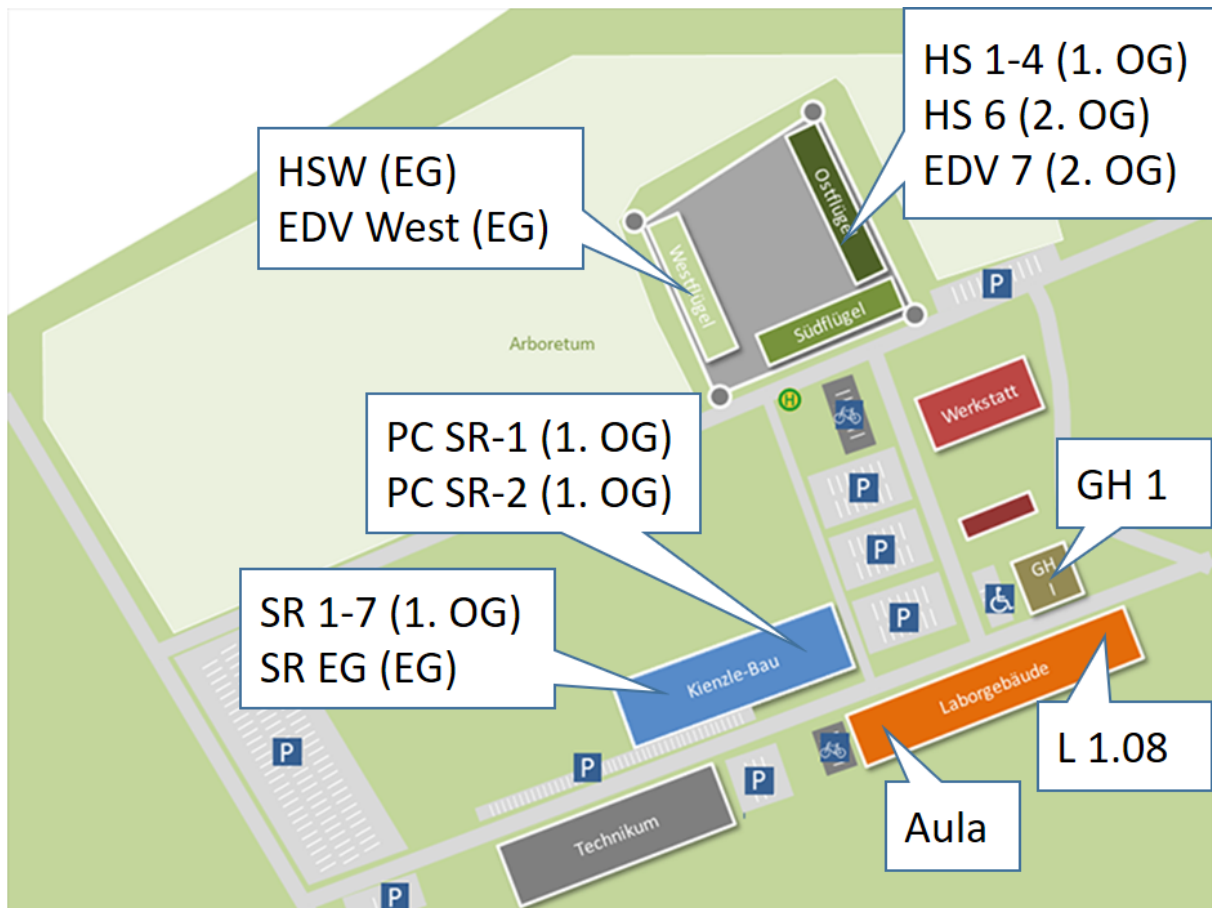 HS 1-4 (1. OG)
HS 6 (2. OG)
EDV 7 (2. OG)
HSW (EG)
EDV West (EG)
Ostflügel
Westflügel
Südflügel
P
Arboretum
H
Werkstatt
PC SR-1 (1. OG)
PC SR-2 (1. OG)
P
GH 1
P
GH
I
SR 1-7 (1. OG)
SR EG (EG)
P
Kienzle-Bau
Laborgebäude
L 1.08
P
P
P
Aula
Technikum
P